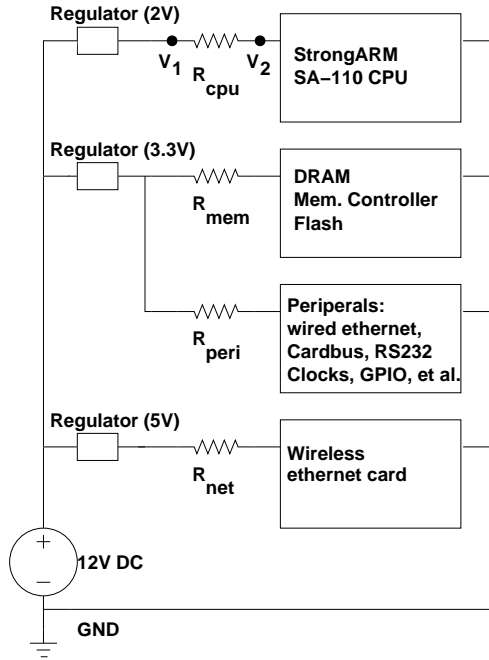 Regulator (2V)
V1
V2
Rcpu
StrongARM
SA−110 CPU
Regulator (3.3V)
Rmem
DRAM
Mem. Controller
Flash
Rperi
Periperals:
wired ethernet,
Cardbus, RS232
Clocks, GPIO, et al.
Regulator (5V)
Rnet
Wireless
ethernet card
+
−
12V DC
GND